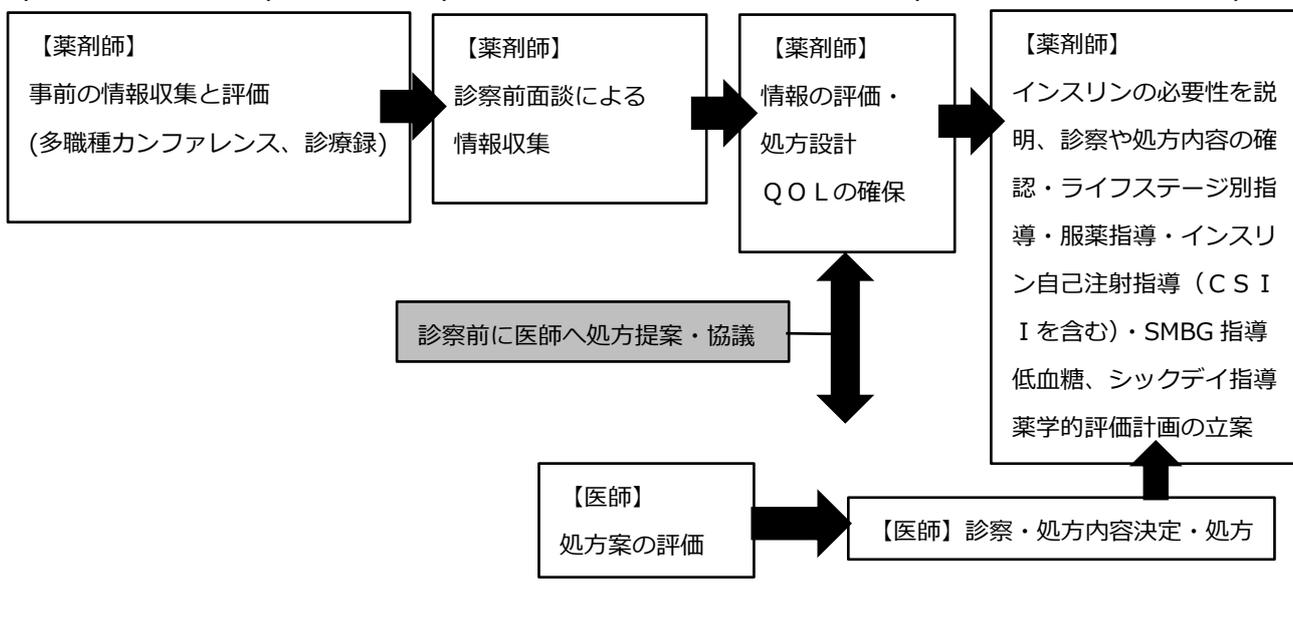 【薬剤師】
事前の情報収集と評価
(多職種カンファレンス、診療録)
【薬剤師】
診察前面談による
情報収集
【薬剤師】
情報の評価・
処方設計
ＱＯＬの確保
【薬剤師】
インスリンの必要性を説
明、診察や処方内容の確
認・ライフステージ別指
導・服薬指導・インスリ
ン自己注射指導（ＣＳＩ
Ｉを含む）・SMBG 指導
低血糖、シックデイ指導
薬学的評価計画の立案
診察前に医師へ処方提案・協議
【医師】
処方案の評価
【医師】診察・処方内容決定・処方